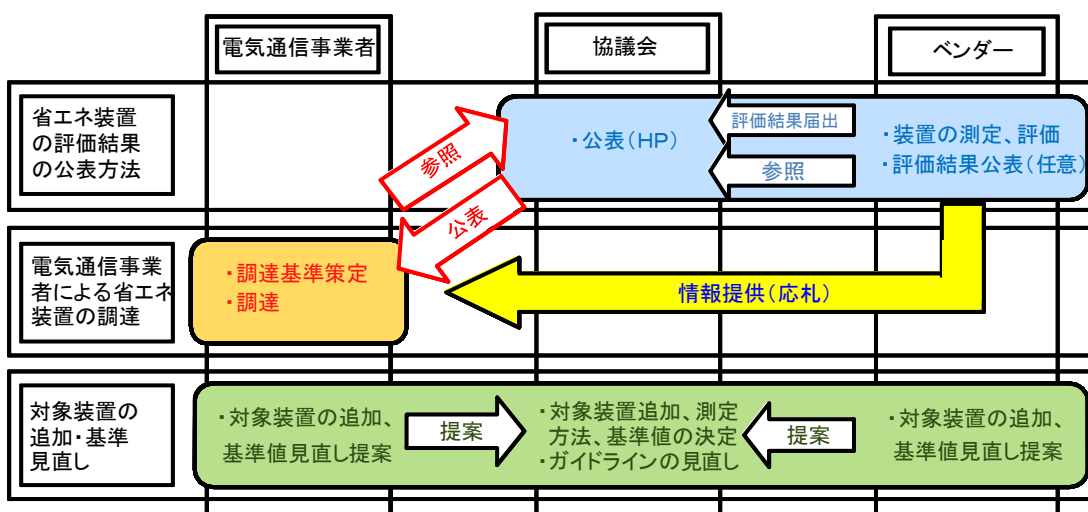 電気通信事業者
協議会
ベンダー
省エネ装置
の評価結果
の公表方法
・公表(HP)
評価結果届出
参照
・装置の測定、評価
・評価結果公表(任意)
参照
公表
電気通信事業
者による省エネ
装置の調達
・調達基準策定
・調達
情報提供(応札)
対象装置の
追加・基準
見直し
・対象装置の追加、
基準値見直し提案
提案
・対象装置追加、測定
方法、基準値の決定
・ガイドラインの見直し
提案
・対象装置の追加、
基準値見直し提案